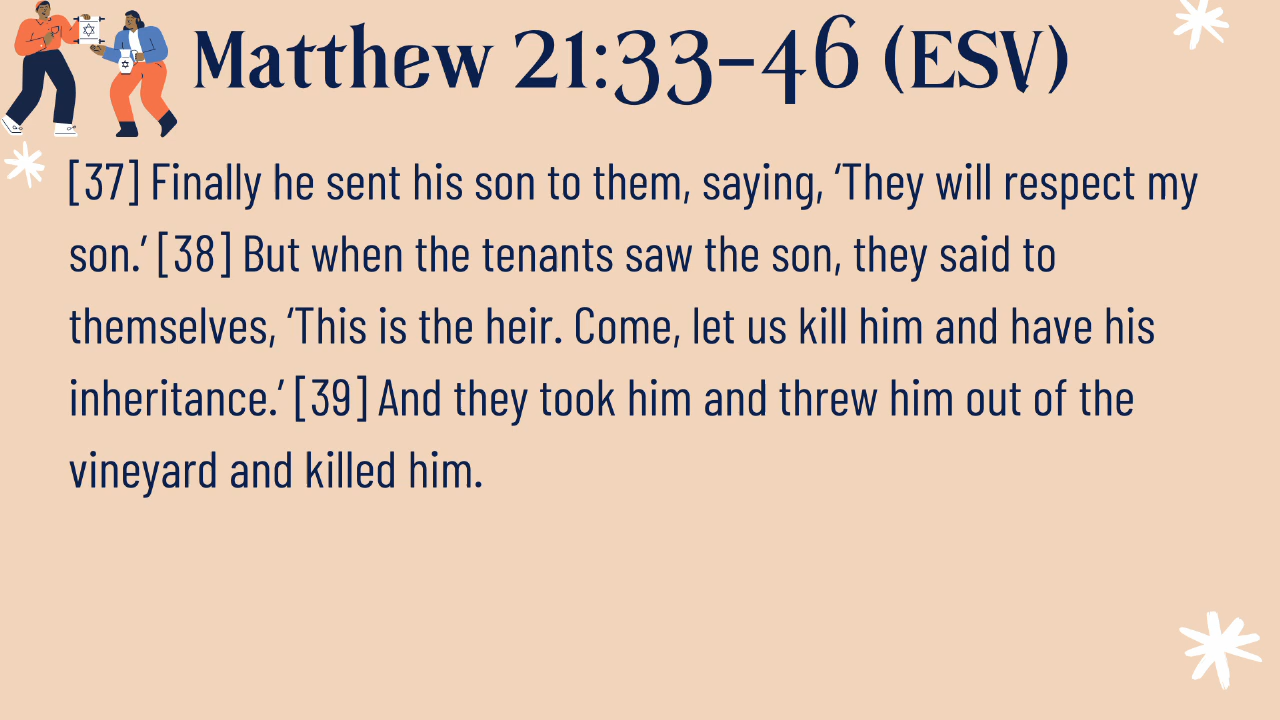 Matthew 21:33–46 (ESV)
[37] Finally he sent his son to them, saying, ‘They will respect my
son.’ [38] But when the tenants saw the son, they said to
themselves, ‘This is the heir. Come, let us kill him and have his
inheritance.’ [39] And they took him and threw him out of the
vineyard and killed him.